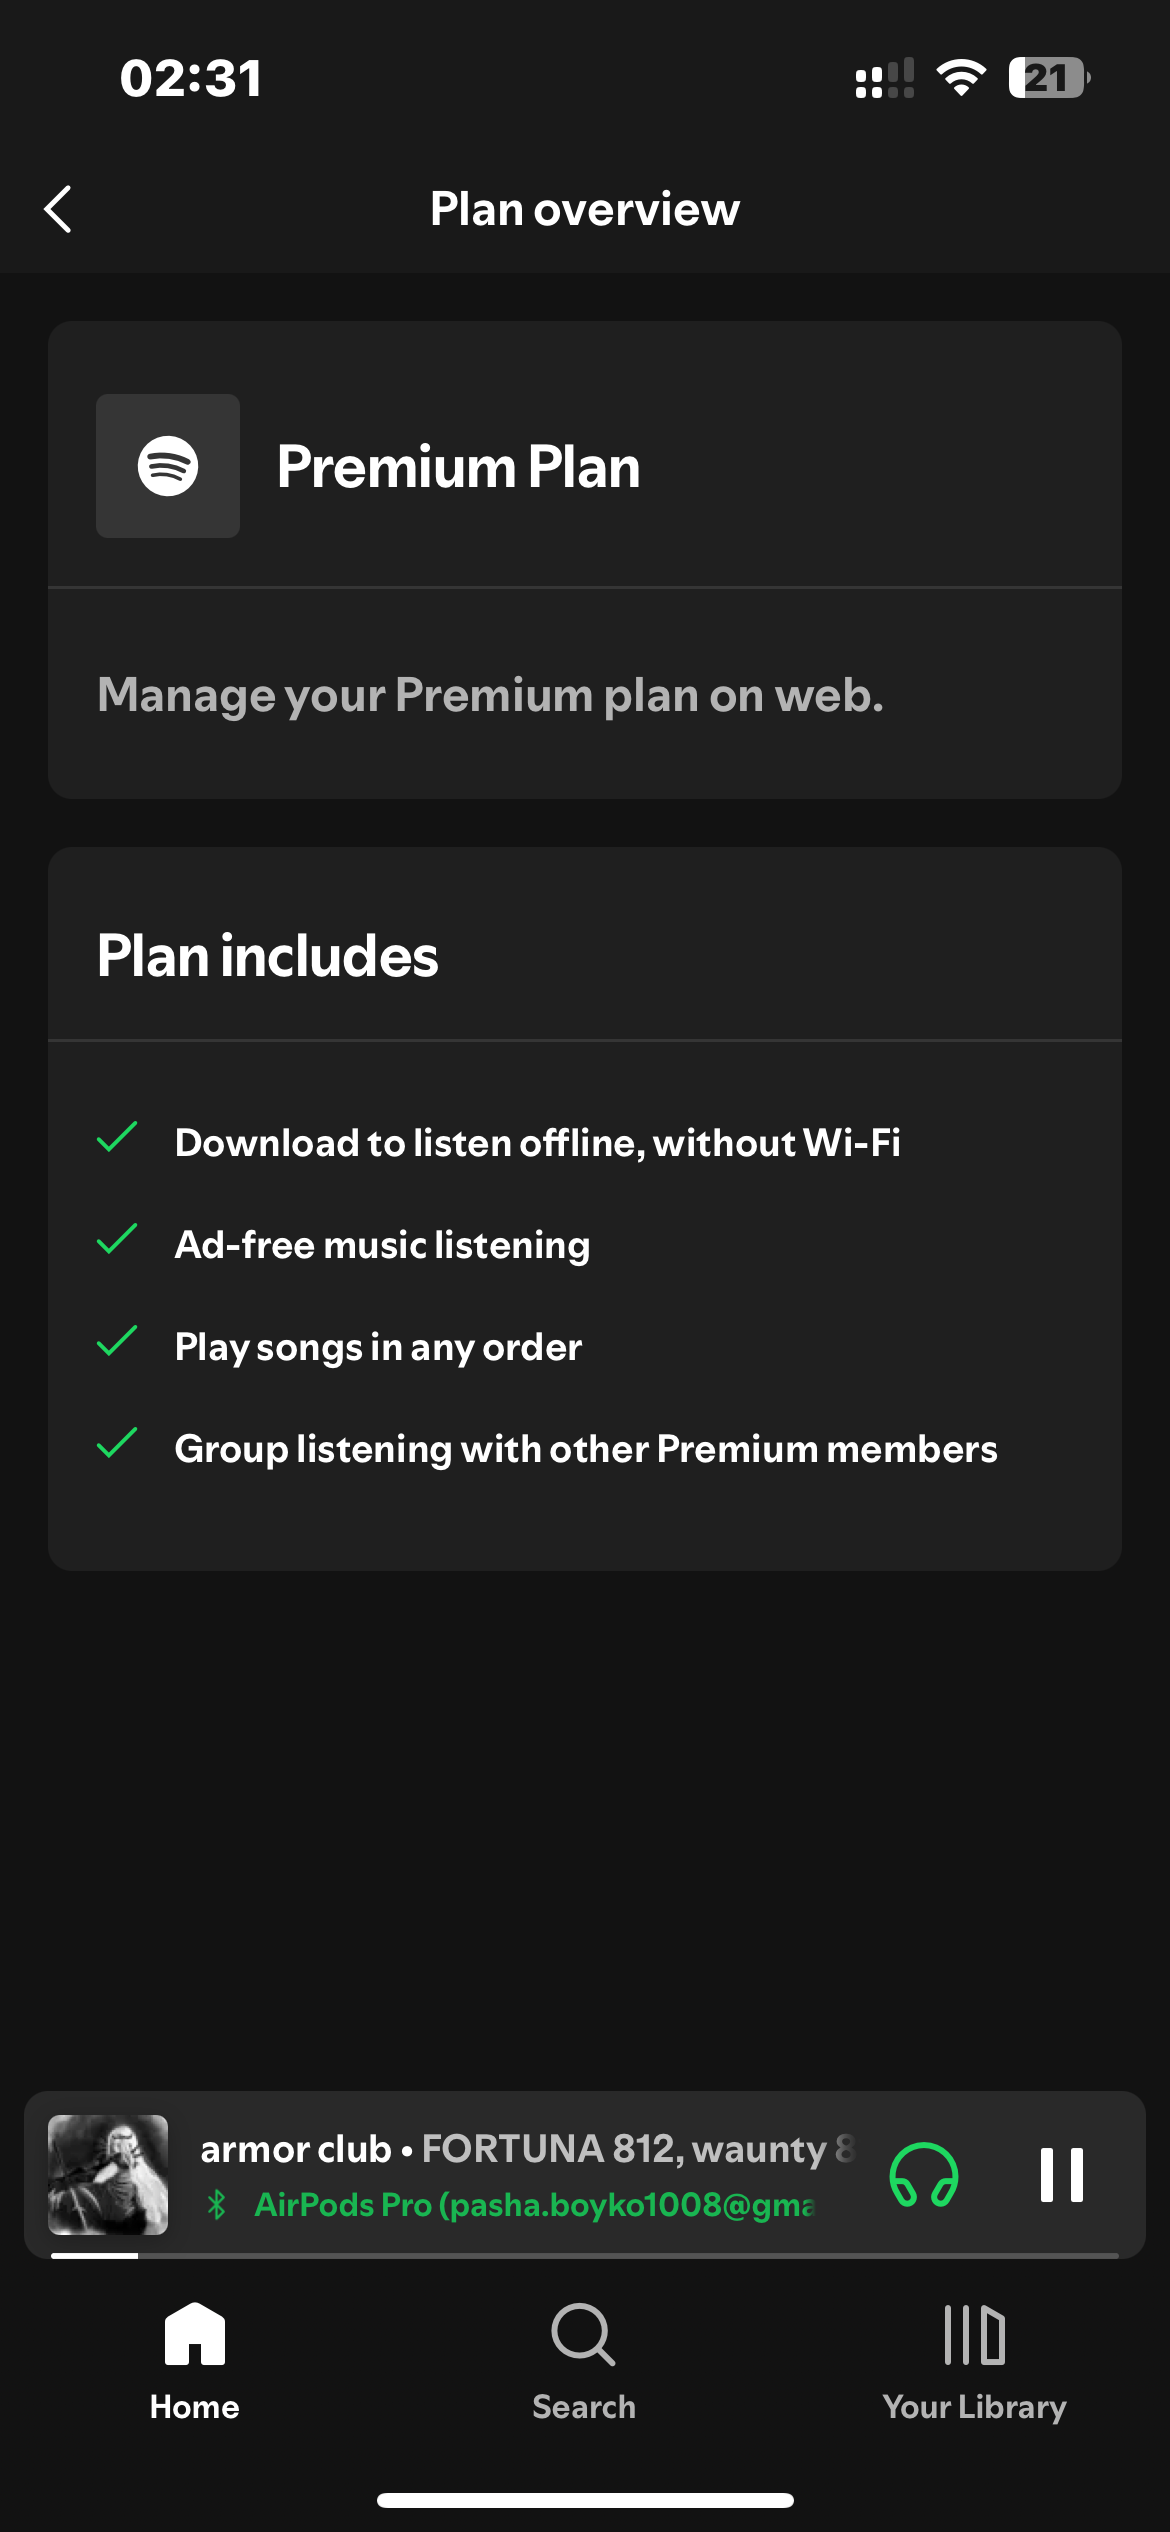 02:31
21
Plan overview
Premium Plan
Manage your Premium plan on web.
Plan includes
Download to listen offline, without Wi-Fi
Ad-free music listening
Play songs in any order
Group listening with other Premium members
armor club • FORTUNA 812, waunty 8
AirPods Pro (pasha.boyko1008@gma
Home
Search
Your Library